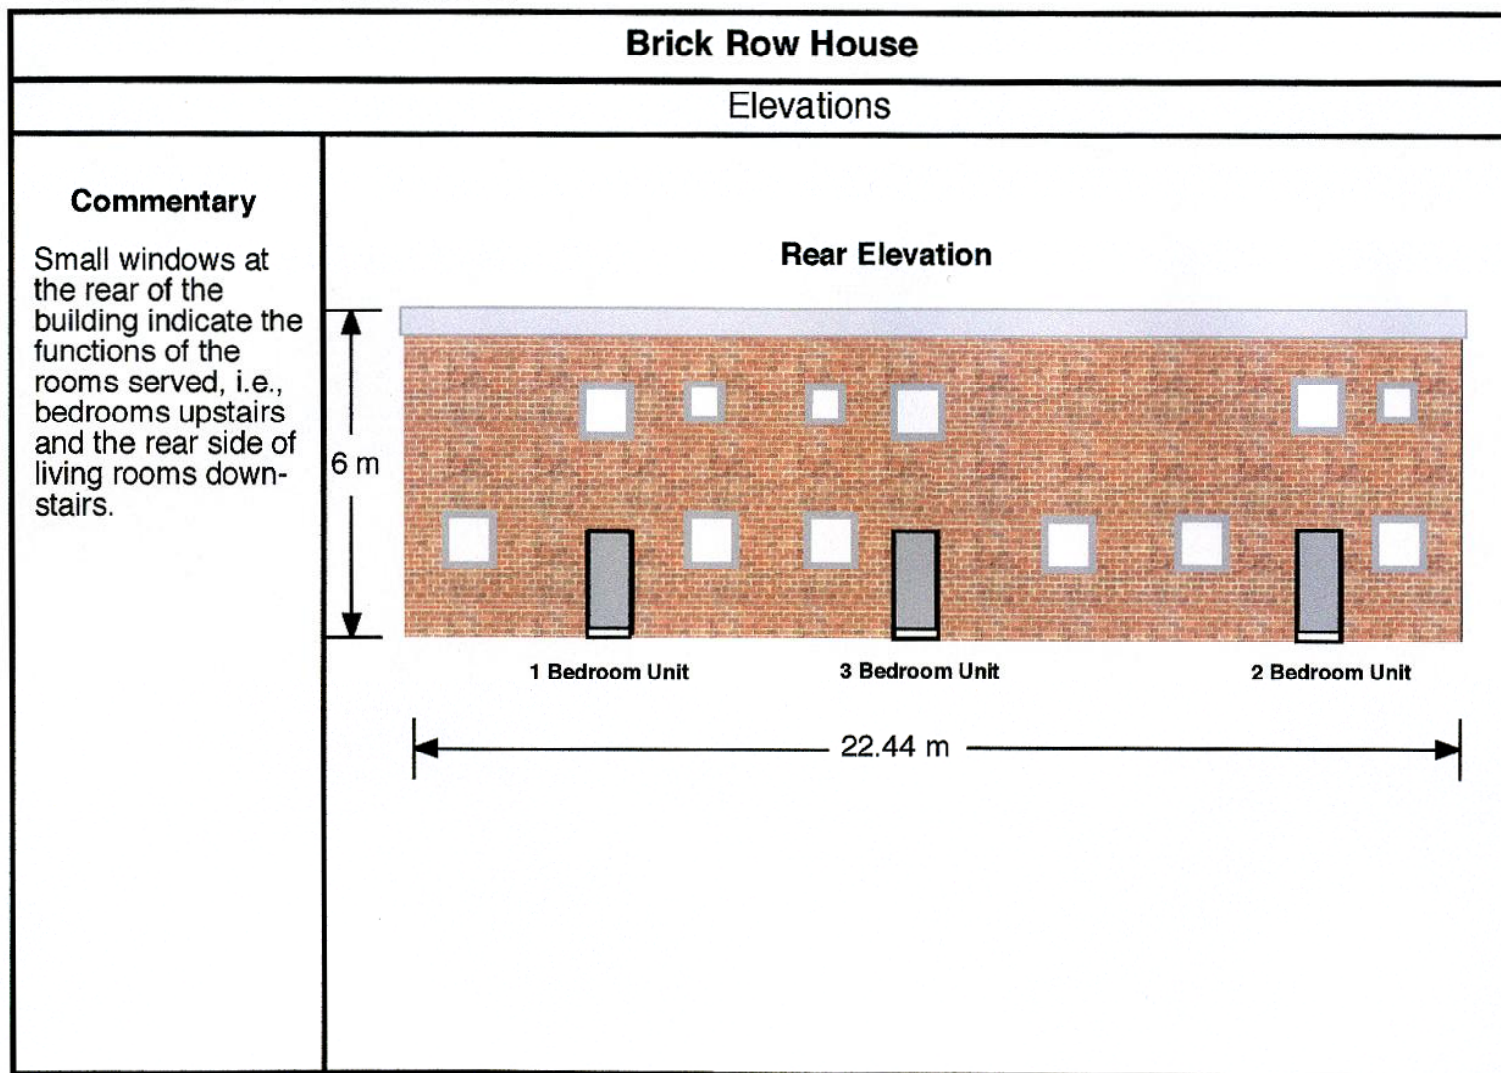 Brick Row House
Elevations
Commentary
Small windows at
the rear of the
building indicate the
functions of the
rooms served, i.e.,
bedrooms upstairs
and the rear side of
living rooms down-
stairs.
Rear Elevation
6 m
1 Bedroom Unit
3 Bedroom Unit
2 Bedroom Unit
22.44 m